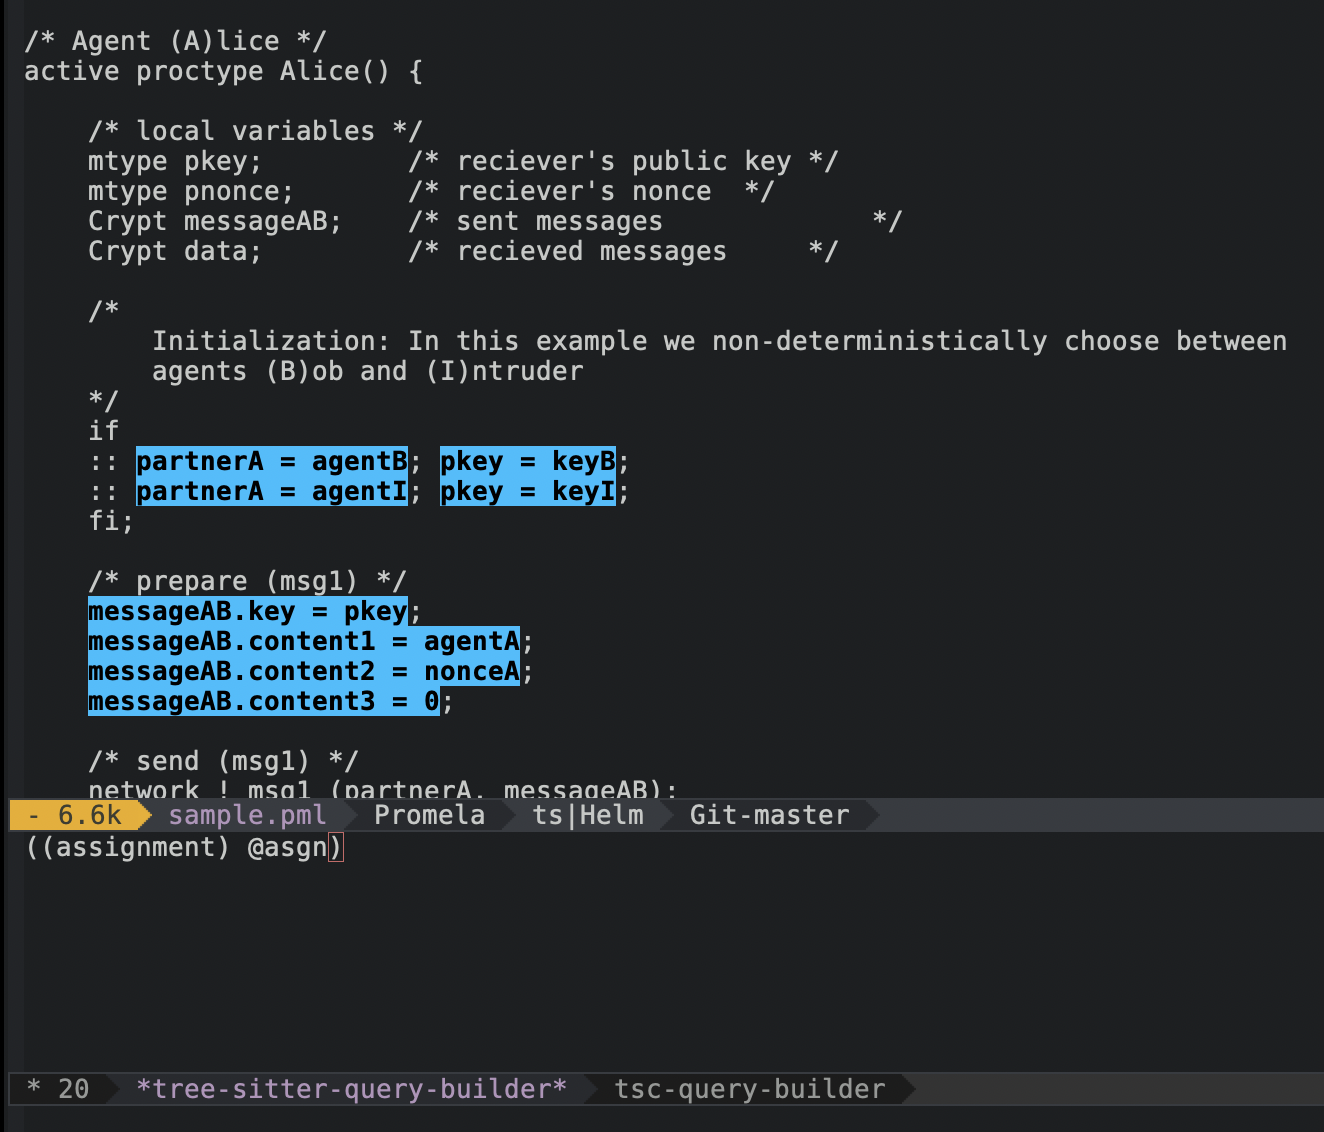 /* Agent (A)lice */
active proctype Alice() {
/* local variables */
mtype pkey;         /* reciever's public key */
mtype pnonce;       /* reciever's nonce  */
Crypt messageAB;    /* sent messages             */
Crypt data;         /* recieved messages     */
/*
Initialization: In this example we non-deterministically choose between
agents (B)ob and (I)ntruder
*/
if
:: partnerA = agentB; pkey = keyB;
:: partnerA = agentI; pkey = keyI;
fi;
/* prepare (msg1) */
messageAB.key = pkey;
messageAB.content1 = agentA;
messageAB.content2 = nonceA;
messageAB.content3 = 0;
/* send (msg1) */
network ! msg1 (partnerA, messageAB);
- 6.6k sample.pml Promela ts|Helm Git-master
((assignment) @asgn)
* 20 *tree-sitter-query-builder* tsc-query-builder